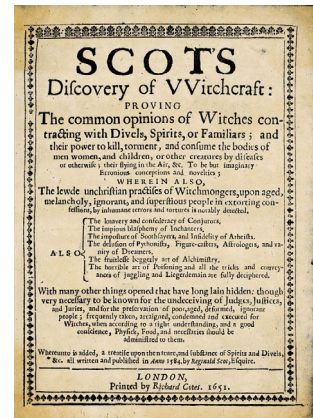 SCOTS
Discovery of VVitchcraft:
PROVING
The common opinions of Witches con-
tracting with Divels, Spirits, or Familiars; and
their power to kill, torment, and consume the bodies of
men women, and children, or other creatures by diseases
or otherwise; their flying in the Air, &c. To be but imaginary
Erronious conceptions and novelties;
WHEREIN ALSO,
The lewde unchristian practises of Witchmongers, upon aged,
melancholy, ignorant, and superstious people in extorting con-
fessions, by inhumane terrors and tortures is notably detected.
ALSO
The knavery and confederacy of Conjurors.
The impious blasphemy of Inchanters.
The imposture of Soothsayers, and Infidelity of Atheists.
The delusion of Pythonists, Figure-casters, Astrologers, and va-
nity of Dreamers.
The fruitlesse beggerly art of Alchimistry.
The horrible art of Poisoning and all the tricks and convey-
ances of juggling and Liegerdemain are fully deciphered.
With many other things opened that have long lain hidden: though
very necessary to be known for the undeceiving of Judges, Justices,
and Juries, and for the preservation of poor, aged, deformed, ignorant
people; frequently taken, arraigned, condemned and executed for
Witches, when according to a right understanding, and a good
conscience, Physick, Food, and necessaries should be
administred to them.
Whereunto is added, a treatise upon the nature, and substance of Spirits and Divels,
&c. all written and published in Anno 1584. by Reginald Scot, Esquire.
LONDON,
Printed by Richard Cotes. 1651.